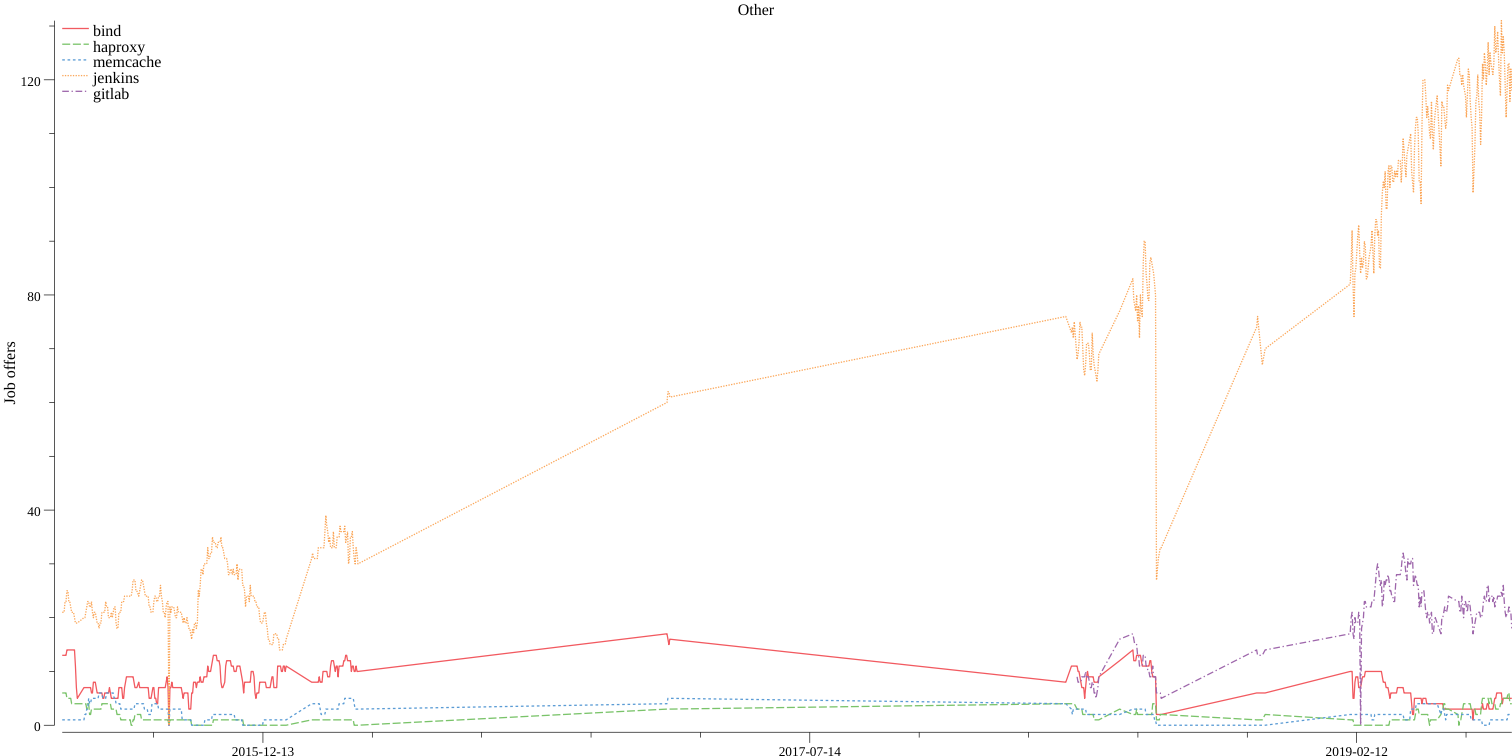 Other
bind
haproxy
memcache
jenkins
gitlab
120
80
40
0
Job offers
2015-12-13
2017-07-14
2019-02-12